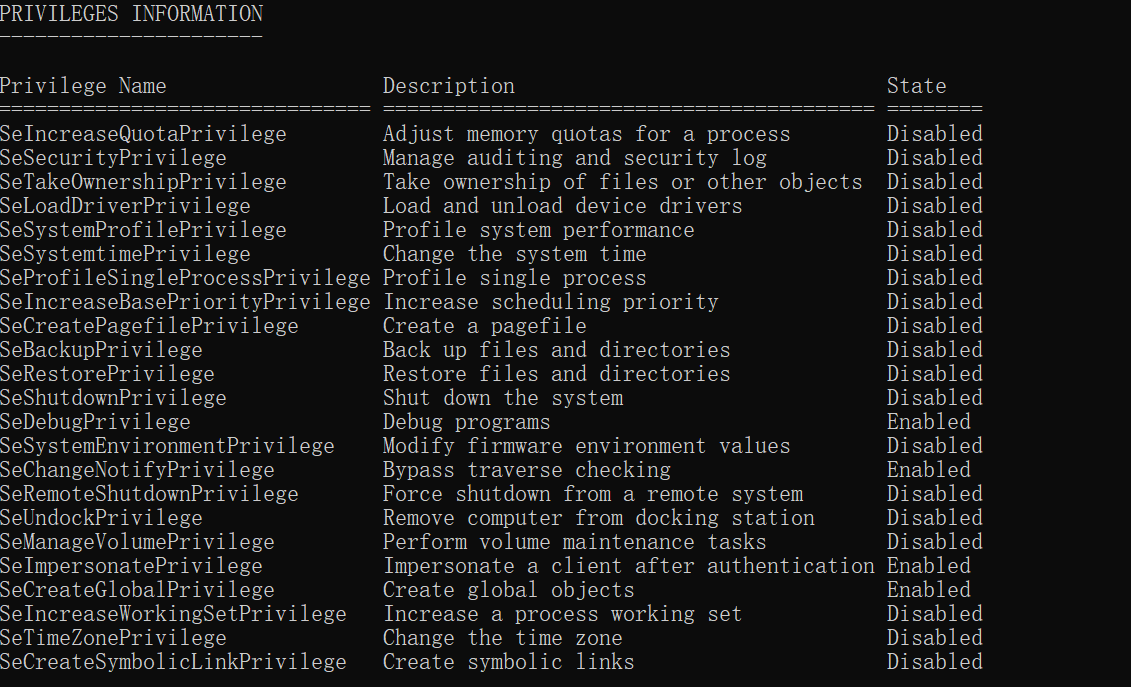 PRIVILEGES INFORMATION
----------------------
Privilege Name Description State
=============================== ========================================= ========
SeIncreaseQuotaPrivilege Adjust memory quotas for a process Disabled
SeSecurityPrivilege Manage auditing and security log Disabled
SeTakeOwnershipPrivilege Take ownership of files or other objects Disabled
SeLoadDriverPrivilege Load and unload device drivers Disabled
SeSystemProfilePrivilege Profile system performance Disabled
SeSystemtimePrivilege Change the system time Disabled
SeProfileSingleProcessPrivilege Profile single process Disabled
SeIncreaseBasePriorityPrivilege Increase scheduling priority Disabled
SeCreatePagefilePrivilege Create a pagefile Disabled
SeBackupPrivilege Back up files and directories Disabled
SeRestorePrivilege Restore files and directories Disabled
SeShutdownPrivilege Shut down the system Disabled
SeDebugPrivilege Debug programs Enabled
SeSystemEnvironmentPrivilege Modify firmware environment values Disabled
SeChangeNotifyPrivilege Bypass traverse checking Enabled
SeRemoteShutdownPrivilege Force shutdown from a remote system Disabled
SeUndockPrivilege Remove computer from docking station Disabled
SeManageVolumePrivilege Perform volume maintenance tasks Disabled
SeImpersonatePrivilege Impersonate a client after authentication Enabled
SeCreateGlobalPrivilege Create global objects Enabled
SeIncreaseWorkingSetPrivilege Increase a process working set Disabled
SeTimeZonePrivilege Change the time zone Disabled
SeCreateSymbolicLinkPrivilege Create symbolic links Disabled